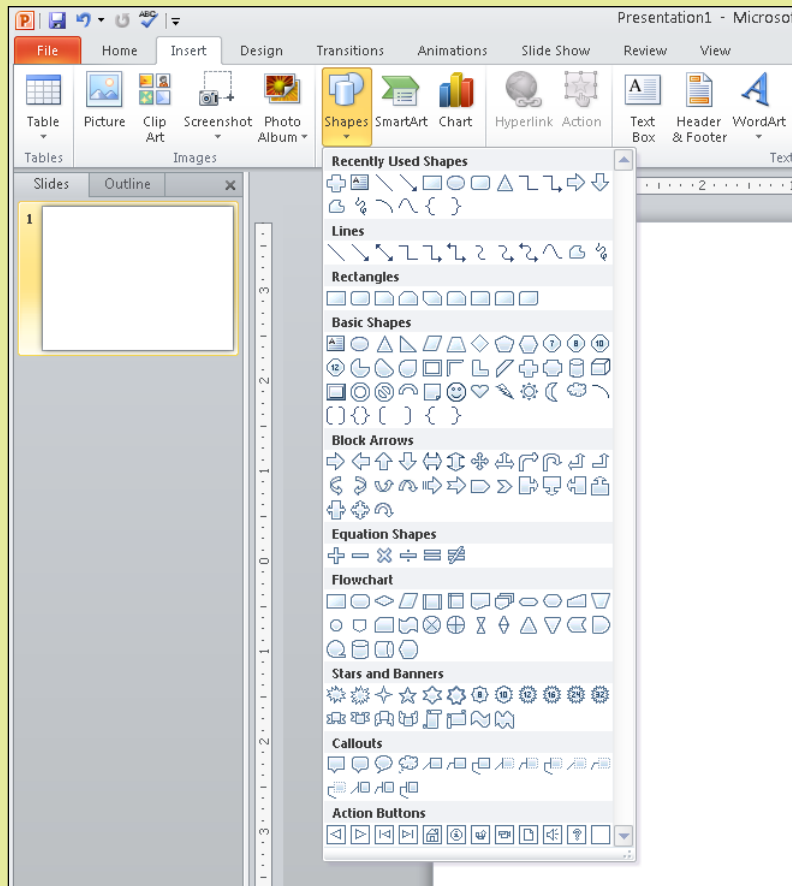 Presentation1 - Microsof
File Home Insert Design Transitions Animations Slide Show Review View
Table Picture Clip Art Screenshot Photo Album Shapes SmartArt Chart Hyperlink Action Text Box Header & Footer WordArt
Tables Images Text
Slides Outline
Recently Used Shapes
1
Lines
Rectangles
Basic Shapes
Block Arrows
Equation Shapes
Flowchart
Stars and Banners
Callouts
Action Buttons